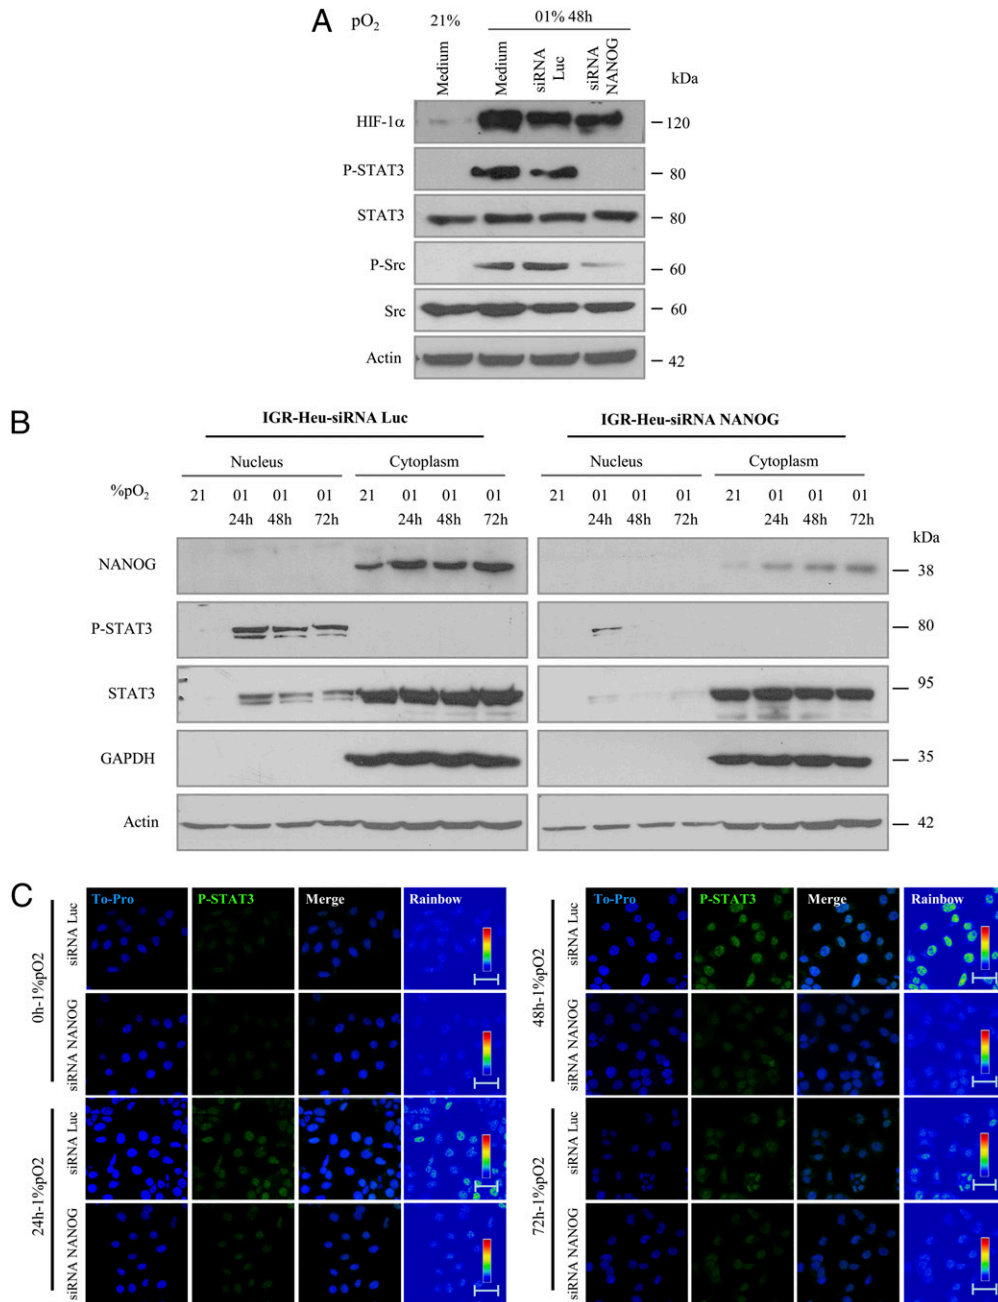 A
pO2 21% 01% 48h
Medium Medium siRNA Luc siRNA NANOG kDa
HIF-1α 120
P-STAT3 80
STAT3 80
P-Src 60
Src 60
Actin 42
B
IGR-Heu-siRNA Luc IGR-Heu-siRNA NANOG
Nucleus Cytoplasm Nucleus Cytoplasm
%pO2 21 01 01 01 21 01 01 01 21 01 01 01 21 01 01 01
24h 48h 72h 24h 48h 72h 24h 48h 72h 24h 48h 72h
kDa
NANOG 38
P-STAT3 80
STAT3 95
GAPDH 35
Actin 42
C
To-Pro P-STAT3 Merge Rainbow To-Pro P-STAT3 Merge Rainbow
0h-1%pO2 siRNA Luc 48h-1%pO2 siRNA Luc
siRNA NANOG siRNA NANOG
24h-1%pO2 siRNA Luc 72h-1%pO2 siRNA Luc
siRNA NANOG siRNA NANOG